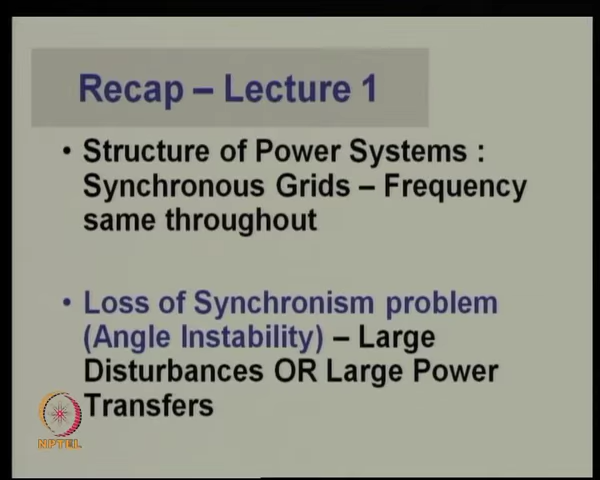 Recap – Lecture 1
• Structure of Power Systems :
Synchronous Grids – Frequency
same throughout
• Loss of Synchronism problem
(Angle Instability) – Large
Disturbances OR Large Power
Transfers
NPTEL